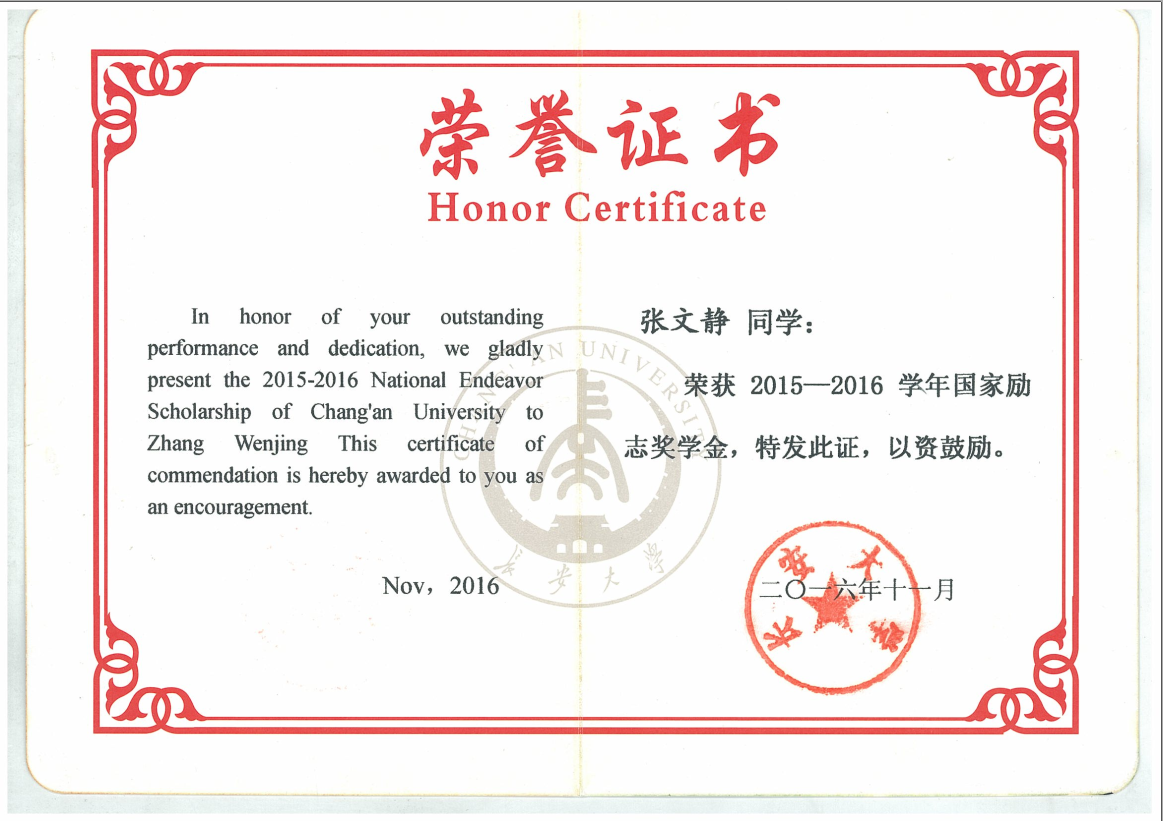 荣誉证书
Honor Certificate
In honor of your outstanding
performance and dedication, we gladly
present the 2015-2016 National Endeavor
Scholarship of Chang'an University to
Zhang Wenjing This certificate of
commendation is hereby awarded to you as
an encouragement.
Nov，2016
张文静 同学：
荣获 2015—2016 学年国家励
志奖学金，特发此证，以资鼓励。
二〇一六年十一月
CHANG'AN UNIVERSITY
长安大学
长安大学